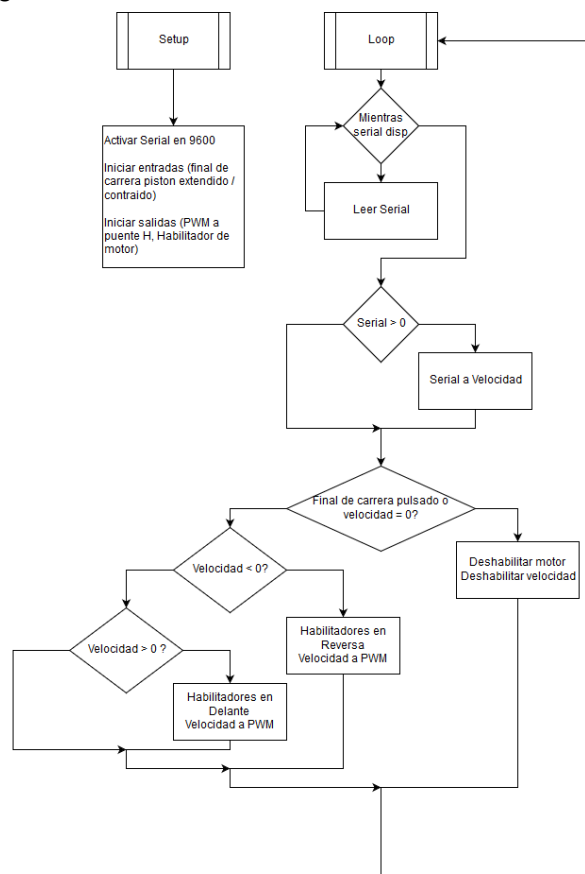 Setup
Loop
Activar Serial en 9600
Iniciar entradas (final de
carrera piston extendido /
contraido)
Iniciar salidas (PWM a
puente H, Habilitador de
motor)
Mientras
serial disp
Leer Serial
Serial > 0
Serial a Velocidad
Final de carrera pulsado o
velocidad = 0?
Velocidad < 0?
Deshabilitar motor
Deshabilitar velocidad
Velocidad > 0 ?
Habilitadores en
Reversa
Velocidad a PWM
Habilitadores en
Delante
Velocidad a PWM